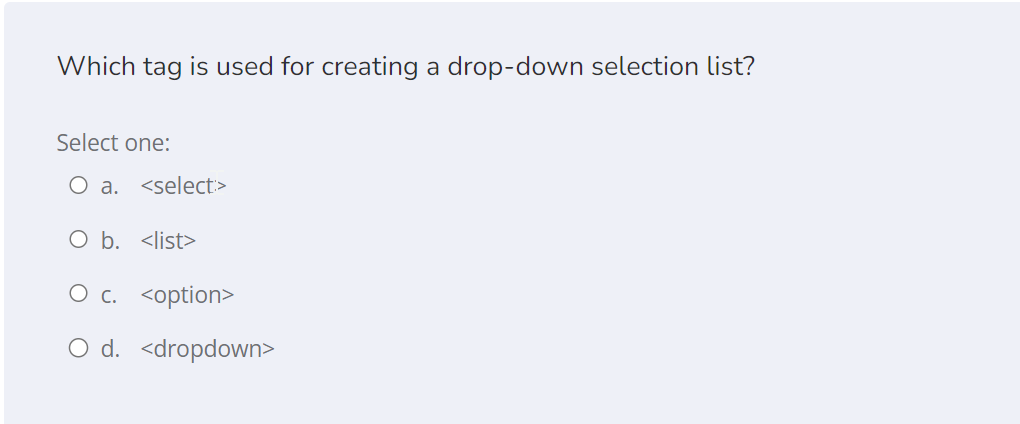 Which tag is used for creating a drop-down selection list?
Select one:
a. <select>
b. <list>
c. <option>
d. <dropdown>